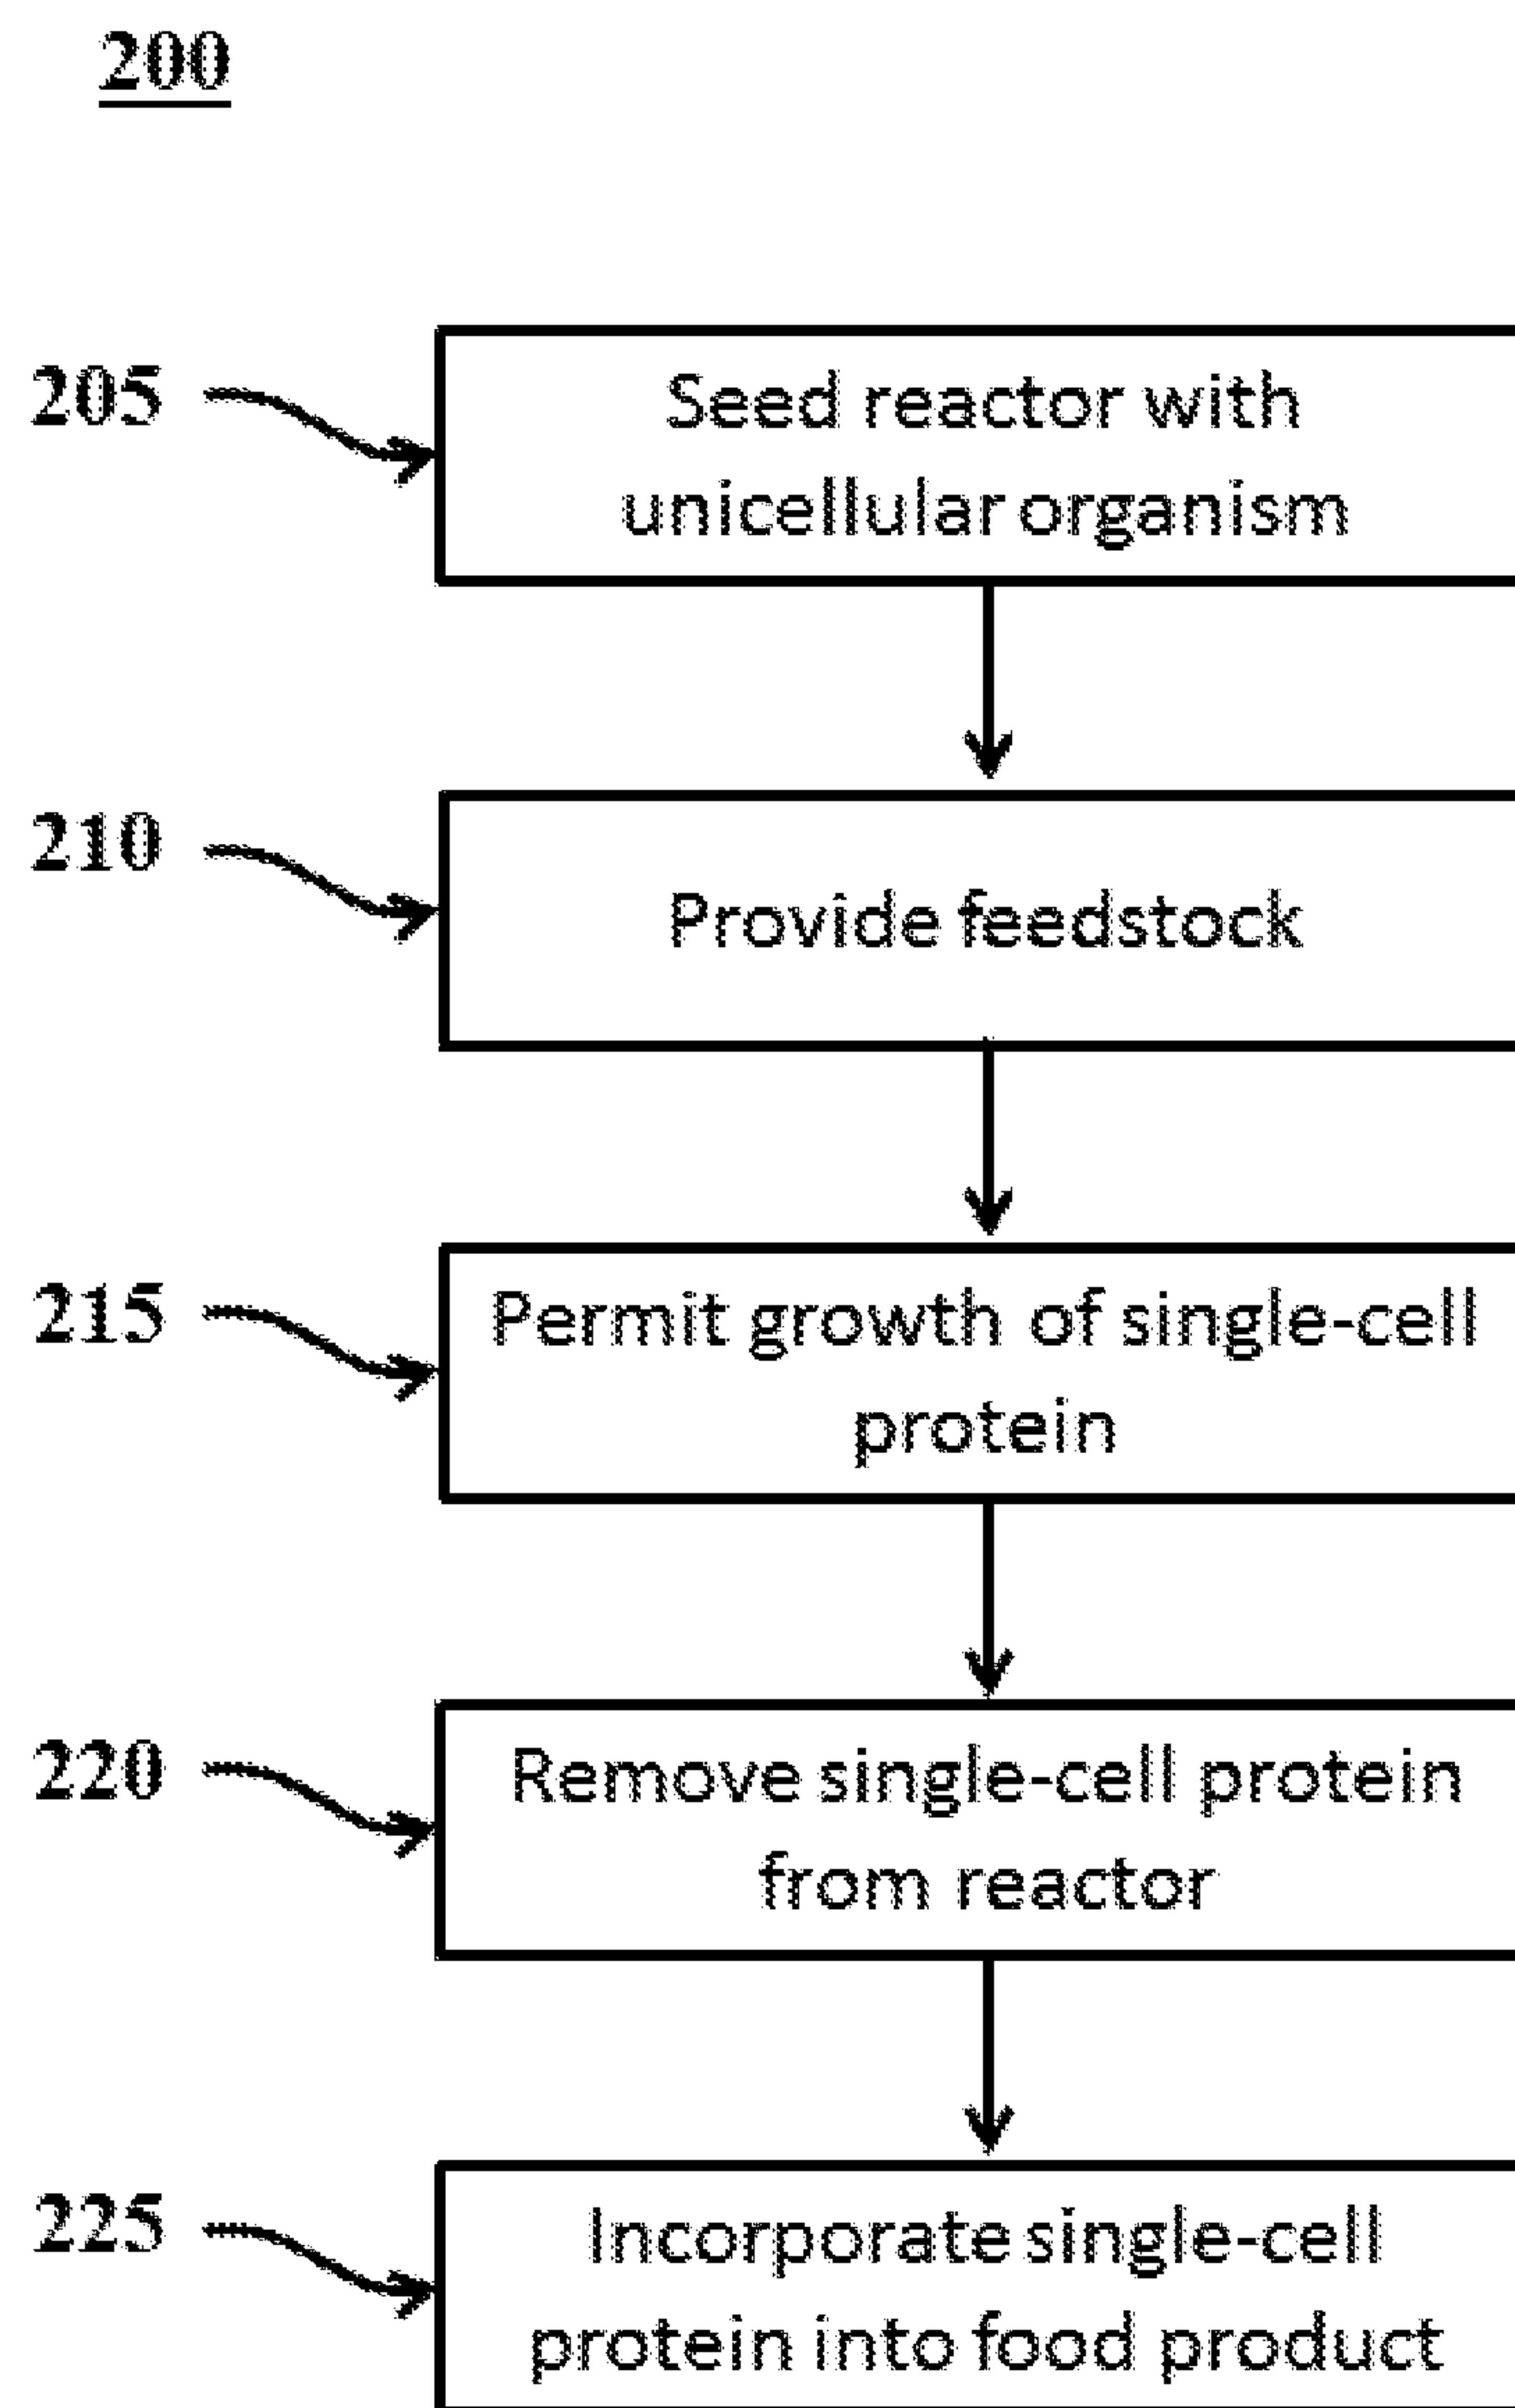 200
205
Seed reactor with
unicellular organism
210
Provide feedstock
215
Permit growth of single-cell
protein
220
Remove single-cell protein
from reactor
225
Incorporate single-cell
protein into food product